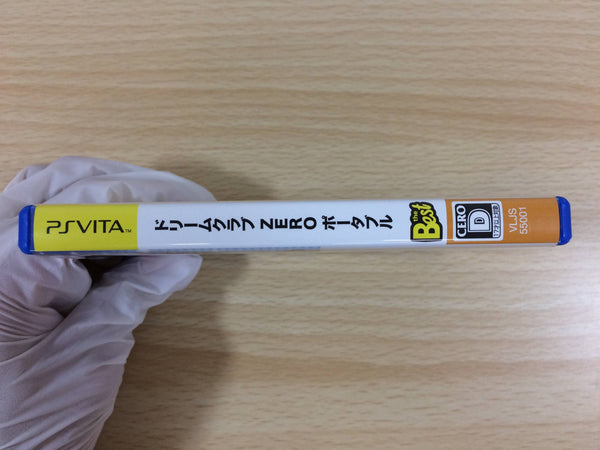 PSVITA™
ドリームクラブ ZERO ポータブル
the Best
CERO
D
17才以上対象
VLJS
55001